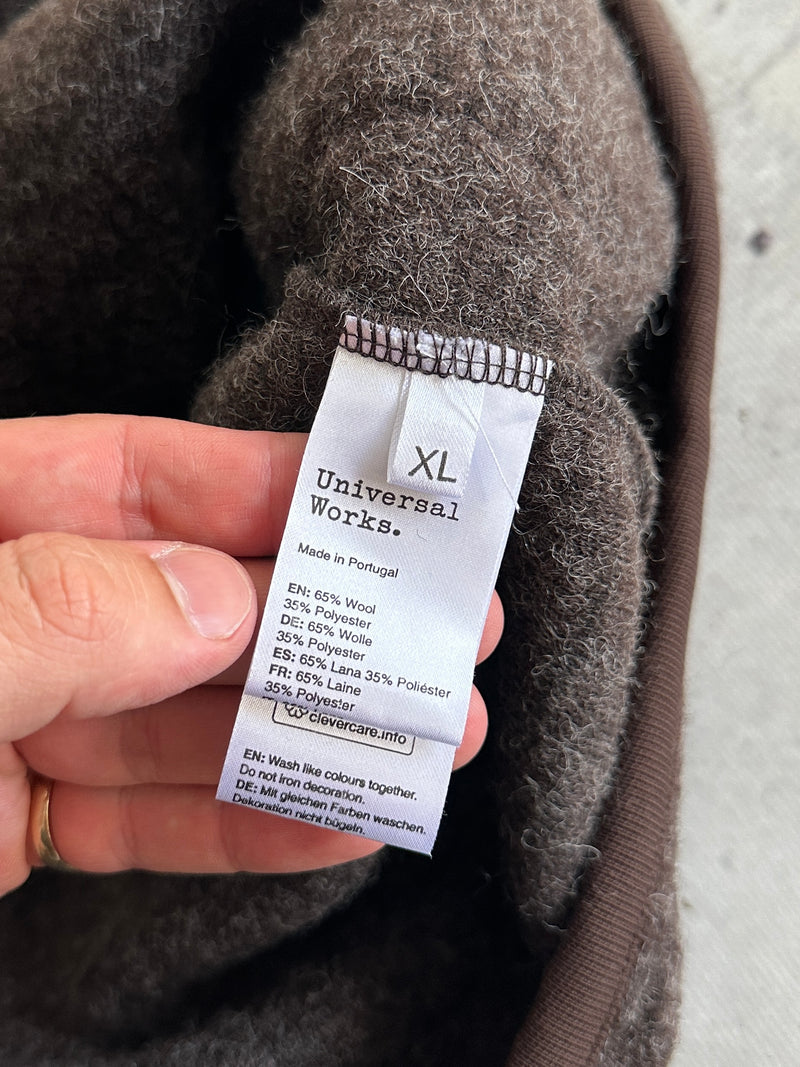 XL
Universal
Works.
Made in Portugal
EN: 65% Wool
35% Polyester
DE: 65% Wolle
35% Polyester
ES: 65% Lana 35% Poliéster
FR: 65% Laine
35% Polyester
clevercare.info
EN: Wash like colours together.
Do not iron decoration.
DE: Mit gleichen Farben waschen.
Dekoration nicht bügeln.